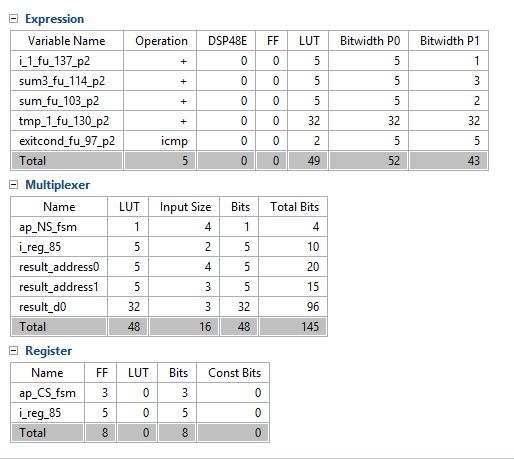 Expression
Variable Name Operation DSP48E FF LUT Bitwidth P0 Bitwidth P1
i_1_fu_137_p2 + 0 0 5 5 1
sum3_fu_114_p2 + 0 0 5 5 3
sum_fu_103_p2 + 0 0 5 5 2
tmp_1_fu_130_p2 + 0 0 32 32 32
exitcond_fu_97_p2 icmp 0 0 2 5 5
Total 5 0 0 49 52 43
Multiplexer
Name LUT Input Size Bits Total Bits
ap_NS_fsm 1 4 1 4
i_reg_85 5 2 5 10
result_address0 5 4 5 20
result_address1 5 3 5 15
result_d0 32 3 32 96
Total 48 16 48 145
Register
Name FF LUT Bits Const Bits
ap_CS_fsm 3 0 3 0
i_reg_85 5 0 5 0
Total 8 0 8 0